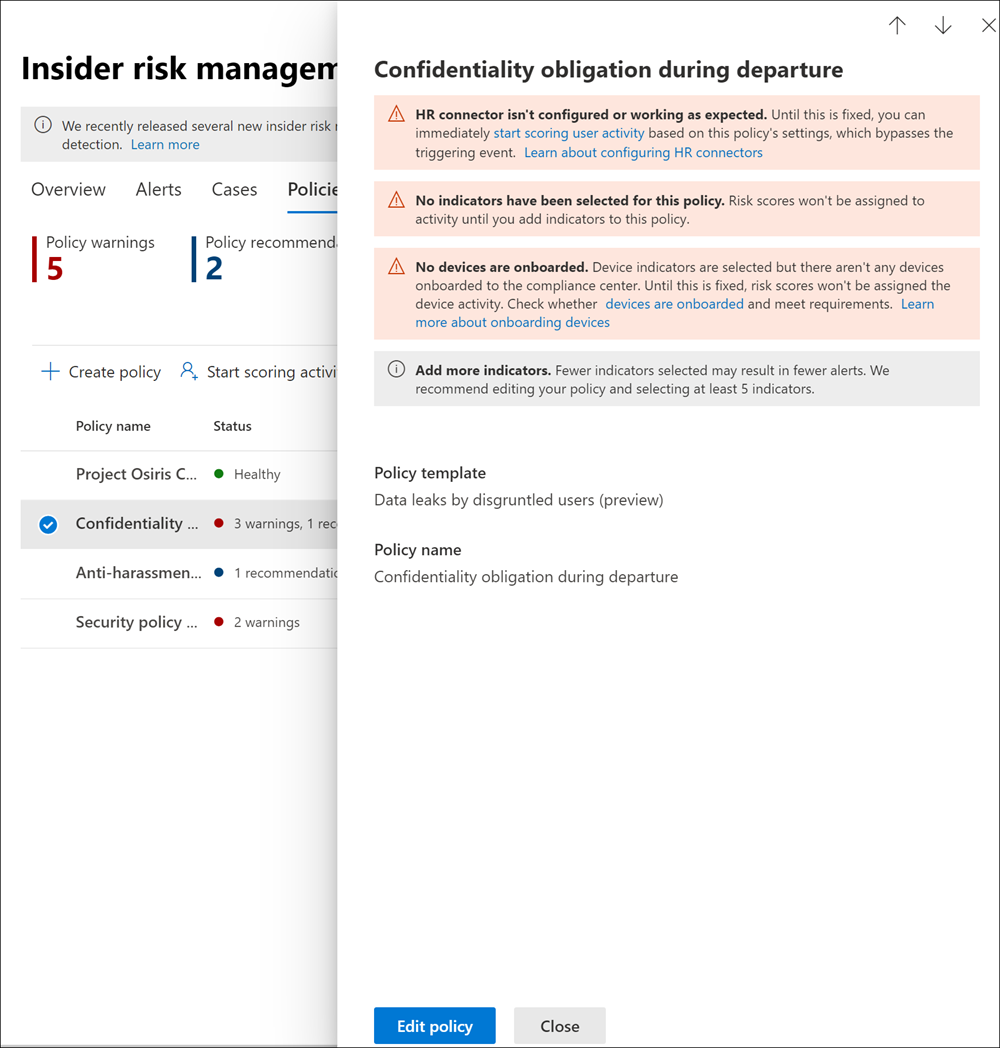 Insider risk managem
We recently released several new insider risk
detection. Learn more
Overview Alerts Cases Policie
Policy warnings
5
Policy recommend
2
Create policy Start scoring activi
Policy name Status
Project Osiris C... Healthy
Confidentiality ... 3 warnings, 1 rec
Anti-harassmen... 1 recommendatic
Security policy ... 2 warnings
Confidentiality obligation during departure
HR connector isn't configured or working as expected. Until this is fixed, you can
immediately start scoring user activity based on this policy's settings, which bypasses the
triggering event. Learn about configuring HR connectors
No indicators have been selected for this policy. Risk scores won't be assigned to
activity until you add indicators to this policy.
No devices are onboarded. Device indicators are selected but there aren't any devices
onboarded to the compliance center. Until this is fixed, risk scores won't be assigned the
device activity. Check whether devices are onboarded and meet requirements. Learn
more about onboarding devices
Add more indicators. Fewer indicators selected may result in fewer alerts. We
recommend editing your policy and selecting at least 5 indicators.
Policy template
Data leaks by disgruntled users (preview)
Policy name
Confidentiality obligation during departure
Edit policy Close